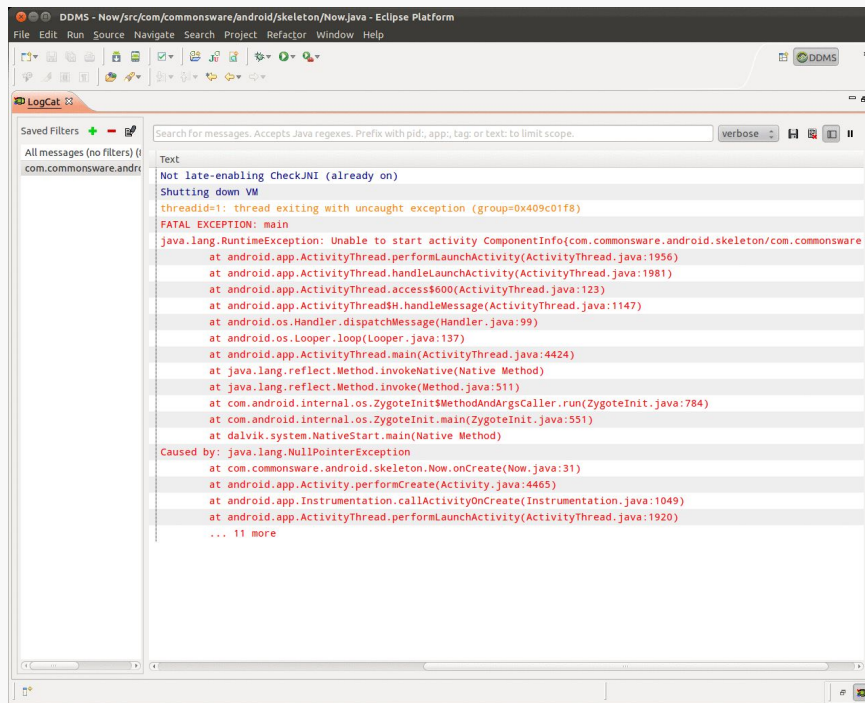 DDMS - Now/src/com/commonsware/android/skeleton/Now.java - Eclipse Platform
File Edit Run Source Navigate Search Project Refactor Window Help
DDMS
LogCat
Saved Filters
Search for messages. Accepts Java regexes. Prefix with pid:, app:, tag: or text: to limit scope.
verbose
All messages (no filters) (
com.commonsware.andr
Text
Not late-enabling CheckJNI (already on)
Shutting down VM
threadid=1: thread exiting with uncaught exception (group=0x409c01f8)
FATAL EXCEPTION: main
java.lang.RuntimeException: Unable to start activity ComponentInfo{com.commonsware.android.skeleton/com.commonsware
at android.app.ActivityThread.performLaunchActivity(ActivityThread.java:1956)
at android.app.ActivityThread.handleLaunchActivity(ActivityThread.java:1981)
at android.app.ActivityThread.access$600(ActivityThread.java:123)
at android.app.ActivityThread$H.handleMessage(ActivityThread.java:1147)
at android.os.Handler.dispatchMessage(Handler.java:99)
at android.os.Looper.loop(Looper.java:137)
at android.app.ActivityThread.main(ActivityThread.java:4424)
at java.lang.reflect.Method.invokeNative(Native Method)
at java.lang.reflect.Method.invoke(Method.java:511)
at com.android.internal.os.ZygoteInit$MethodAndArgsCaller.run(ZygoteInit.java:784)
at com.android.internal.os.ZygoteInit.main(ZygoteInit.java:551)
at dalvik.system.NativeStart.main(Native Method)
Caused by: java.lang.NullPointerException
at com.commonsware.android.skeleton.Now.onCreate(Now.java:31)
at android.app.Activity.performCreate(Activity.java:4465)
at android.app.Instrumentation.callActivityOnCreate(Instrumentation.java:1049)
at android.app.ActivityThread.performLaunchActivity(ActivityThread.java:1920)
... 11 more